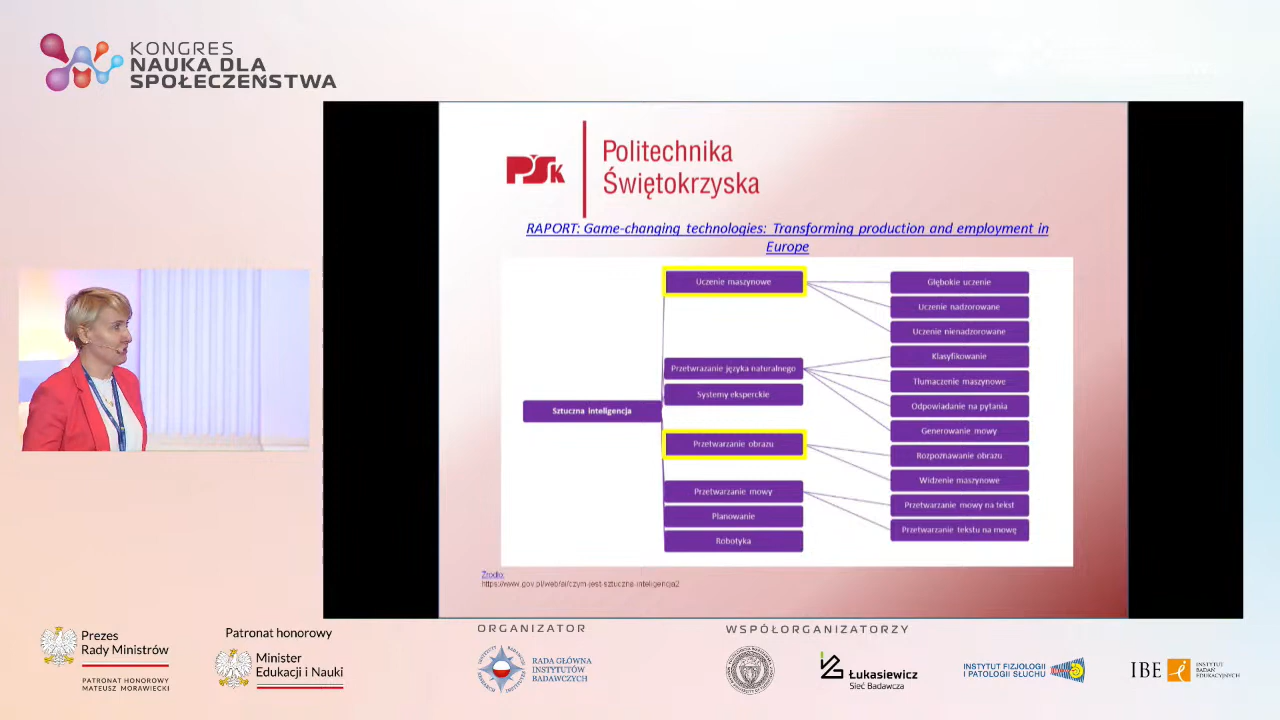 KONGRES
NAUKA DLA
SPOŁECZEŃSTWA
PŚk
Politechnika
Świętokrzyska
RAPORT: Game-changing technologies: Transforming production and employment in
Europe
Sztuczna inteligencja
Uczenie maszynowe
Przetwrazanie języka naturalnego
Systemy eksperckie
Przetwarzanie obrazu
Przetwarzanie mowy
Planowanie
Robotyka
Głębokie uczenie
Uczenie nadzorowane
Uczenie nienadzorowane
Klasyfikowanie
Tłumaczenie maszynowe
Odpowiadanie na pytania
Generowanie mowy
Rozpoznawanie obrazu
Widzenie maszynowe
Przetwarzanie mowy na tekst
Przetwarzanie tekstu na mowę
Źródło:
https://www.gov.pl/web/ai/czym-jest-sztuczna-inteligencja2
Prezes
Rady Ministrów
PATRONAT HONOROWY
MATEUSZ MORAWIECKI
Patronat honorowy
Minister
Edukacji i Nauki
ORGANIZATOR
RADA GŁÓWNA
INSTYTUTÓW
BADAWCZYCH
WSPÓŁORGANIZATORZY
Łukasiewicz
Sieć Badawcza
INSTYTUT FIZJOLOGII
I PATOLOGII SŁUCHU
IBE
INSTYTUT
BADAŃ
EDUKACYJNYCH